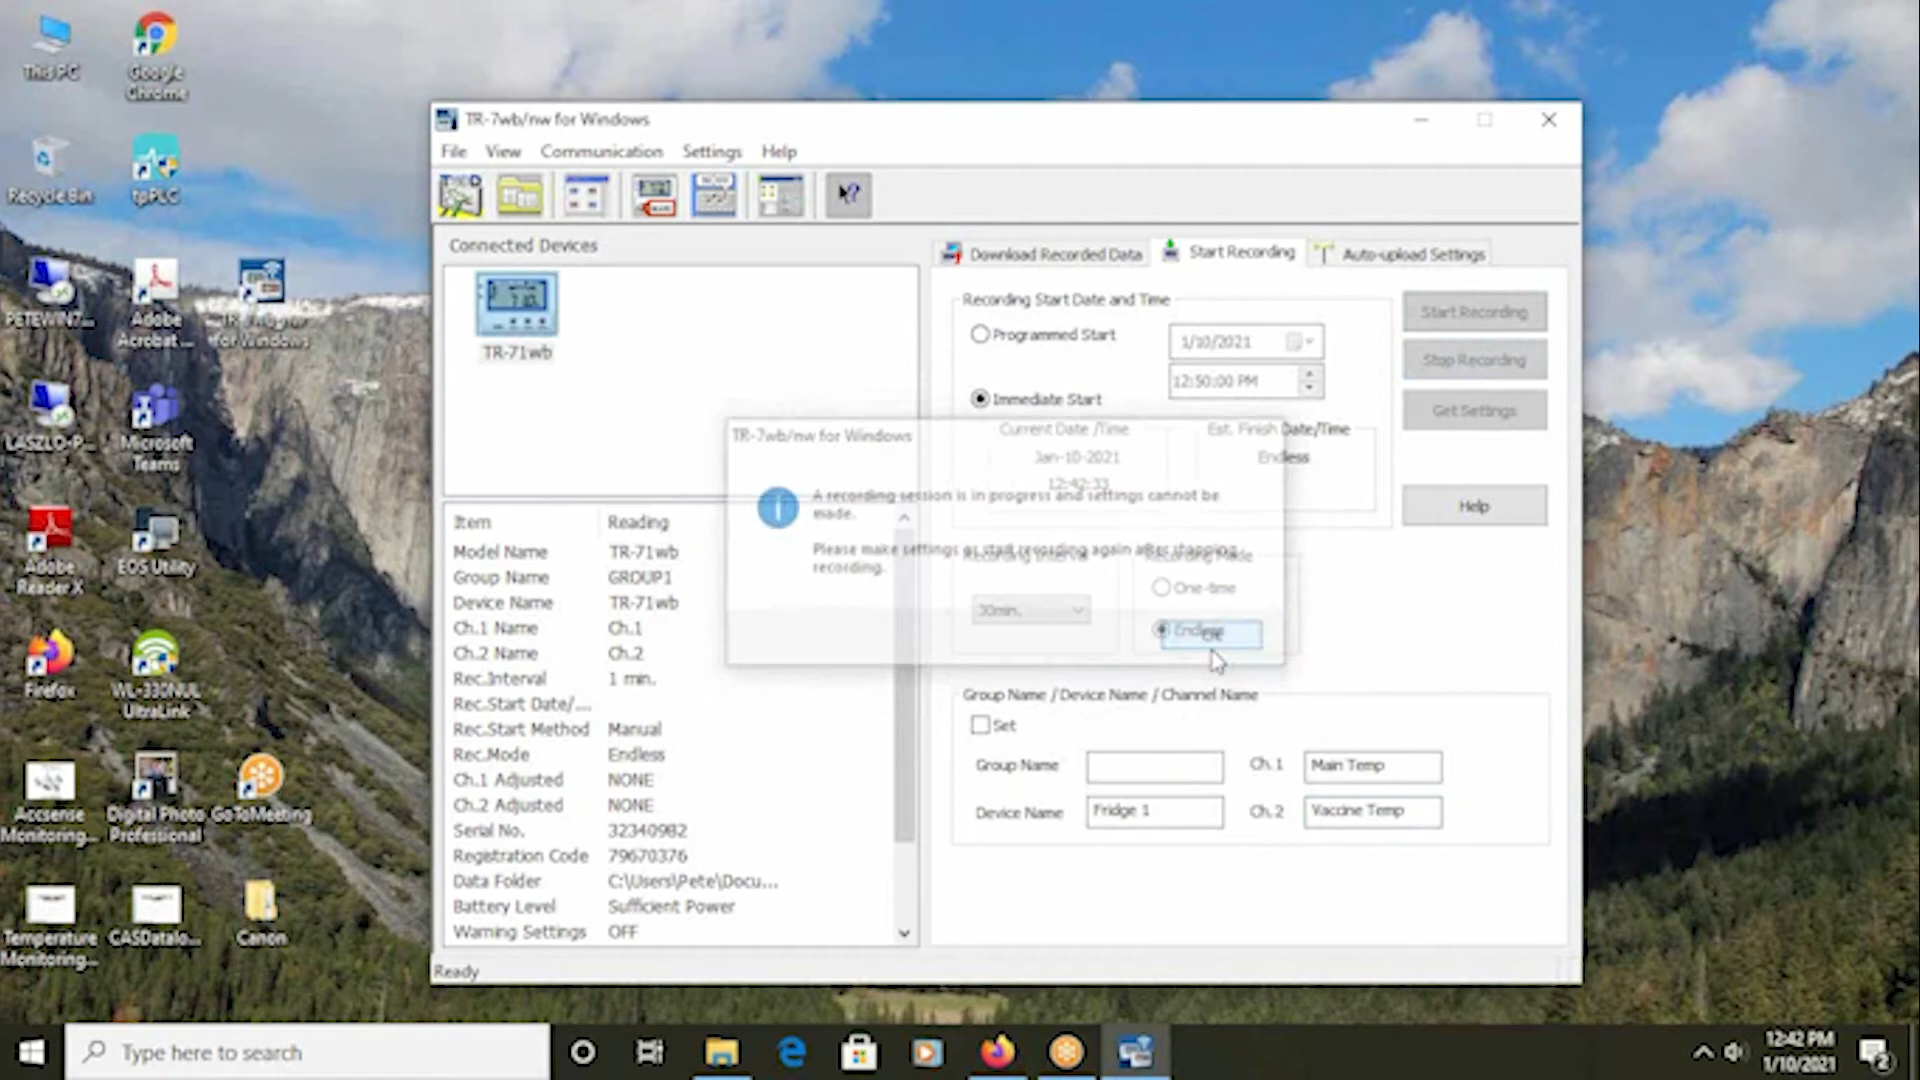 This PC
Google
Chrome
Recycle Bin
tpPLC
PETEWIN7...
Adobe
Acrobat ...
for Windows
LASZLO-P...
Microsoft
Teams
Adobe
Reader X
EOS Utility
Firefox
WL-330NUL
UltraLink
Accsense
Monitoring...
Digital Photo
Professional
GoToMeeting
Temperature
Monitoring...
CASDatalo...
Canon
TR-7wb/nw for Windows
File View Communication Settings Help
Connected Devices
TR-71wb
Item Reading
Model Name TR-71wb
Group Name GROUP1
Device Name TR-71wb
Ch.1 Name Ch.1
Ch.2 Name Ch.2
Rec.Interval 1 min.
Rec.Start Date/...
Rec.Start Method Manual
Rec.Mode Endless
Ch.1 Adjusted NONE
Ch.2 Adjusted NONE
Serial No. 32340982
Registration Code 79670376
Data Folder C:\Users\Pete\Docu...
Battery Level Sufficient Power
Warning Settings OFF
Ready
Download Recorded Data Start Recording Auto-upload Settings
Recording Start Date and Time
Programmed Start 1/10/2021
12:50:00 PM
Immediate Start
Current Date /Time Est. Finish Date/Time
Jan-10-2021 Endless
12:42:33
Recording Interval Recording Mode
30min. One-time
Endless
Start Recording
Stop Recording
Get Settings
Help
TR-7wb/nw for Windows
A recording session is in progress and settings cannot be
made.
Please make settings or start recording again after stopping
recording.
OK
Group Name / Device Name / Channel Name
Set
Group Name Ch.1 Main Temp
Device Name Fridge 1 Ch.2 Vaccine Temp
Type here to search
12:42 PM
1/10/2021
2